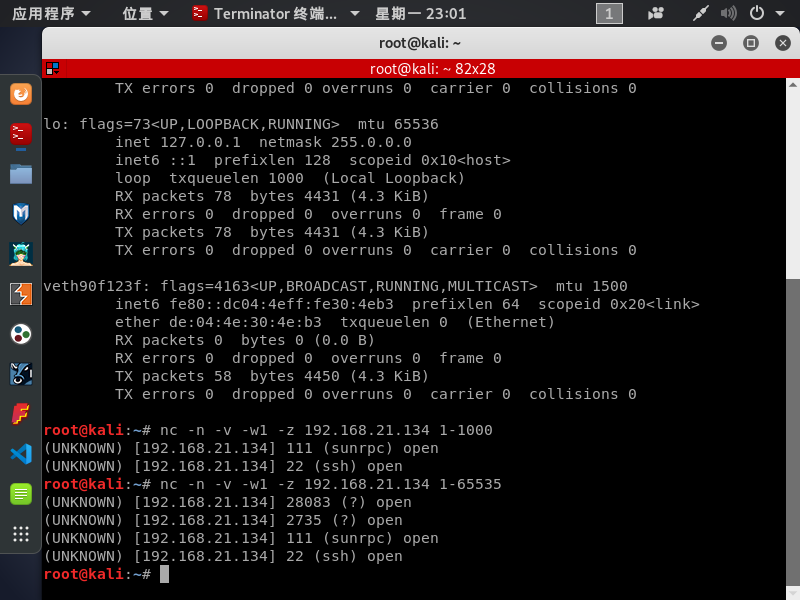 应用程序 位置 Terminator 终端... 星期一 23:01 1
root@kali: ~
root@kali: ~ 82x28
        TX errors 0  dropped 0 overruns 0  carrier 0  collisions 0
lo: flags=73<UP,LOOPBACK,RUNNING>  mtu 65536
        inet 127.0.0.1  netmask 255.0.0.0
        inet6 ::1  prefixlen 128  scopeid 0x10<host>
        loop  txqueuelen 1000  (Local Loopback)
        RX packets 78  bytes 4431 (4.3 KiB)
        RX errors 0  dropped 0  overruns 0  frame 0
        TX packets 78  bytes 4431 (4.3 KiB)
        TX errors 0  dropped 0 overruns 0  carrier 0  collisions 0
veth90f123f: flags=4163<UP,BROADCAST,RUNNING,MULTICAST>  mtu 1500
        inet6 fe80::dc04:4eff:fe30:4eb3  prefixlen 64  scopeid 0x20<link>
        ether de:04:4e:30:4e:b3  txqueuelen 0  (Ethernet)
        RX packets 0  bytes 0 (0.0 B)
        RX errors 0  dropped 0  overruns 0  frame 0
        TX packets 58  bytes 4450 (4.3 KiB)
        TX errors 0  dropped 0 overruns 0  carrier 0  collisions 0
root@kali:~# nc -n -v -w1 -z 192.168.21.134 1-1000
(UNKNOWN) [192.168.21.134] 111 (sunrpc) open
(UNKNOWN) [192.168.21.134] 22 (ssh) open
root@kali:~# nc -n -v -w1 -z 192.168.21.134 1-65535
(UNKNOWN) [192.168.21.134] 28083 (?) open
(UNKNOWN) [192.168.21.134] 2735 (?) open
(UNKNOWN) [192.168.21.134] 111 (sunrpc) open
(UNKNOWN) [192.168.21.134] 22 (ssh) open
root@kali:~#